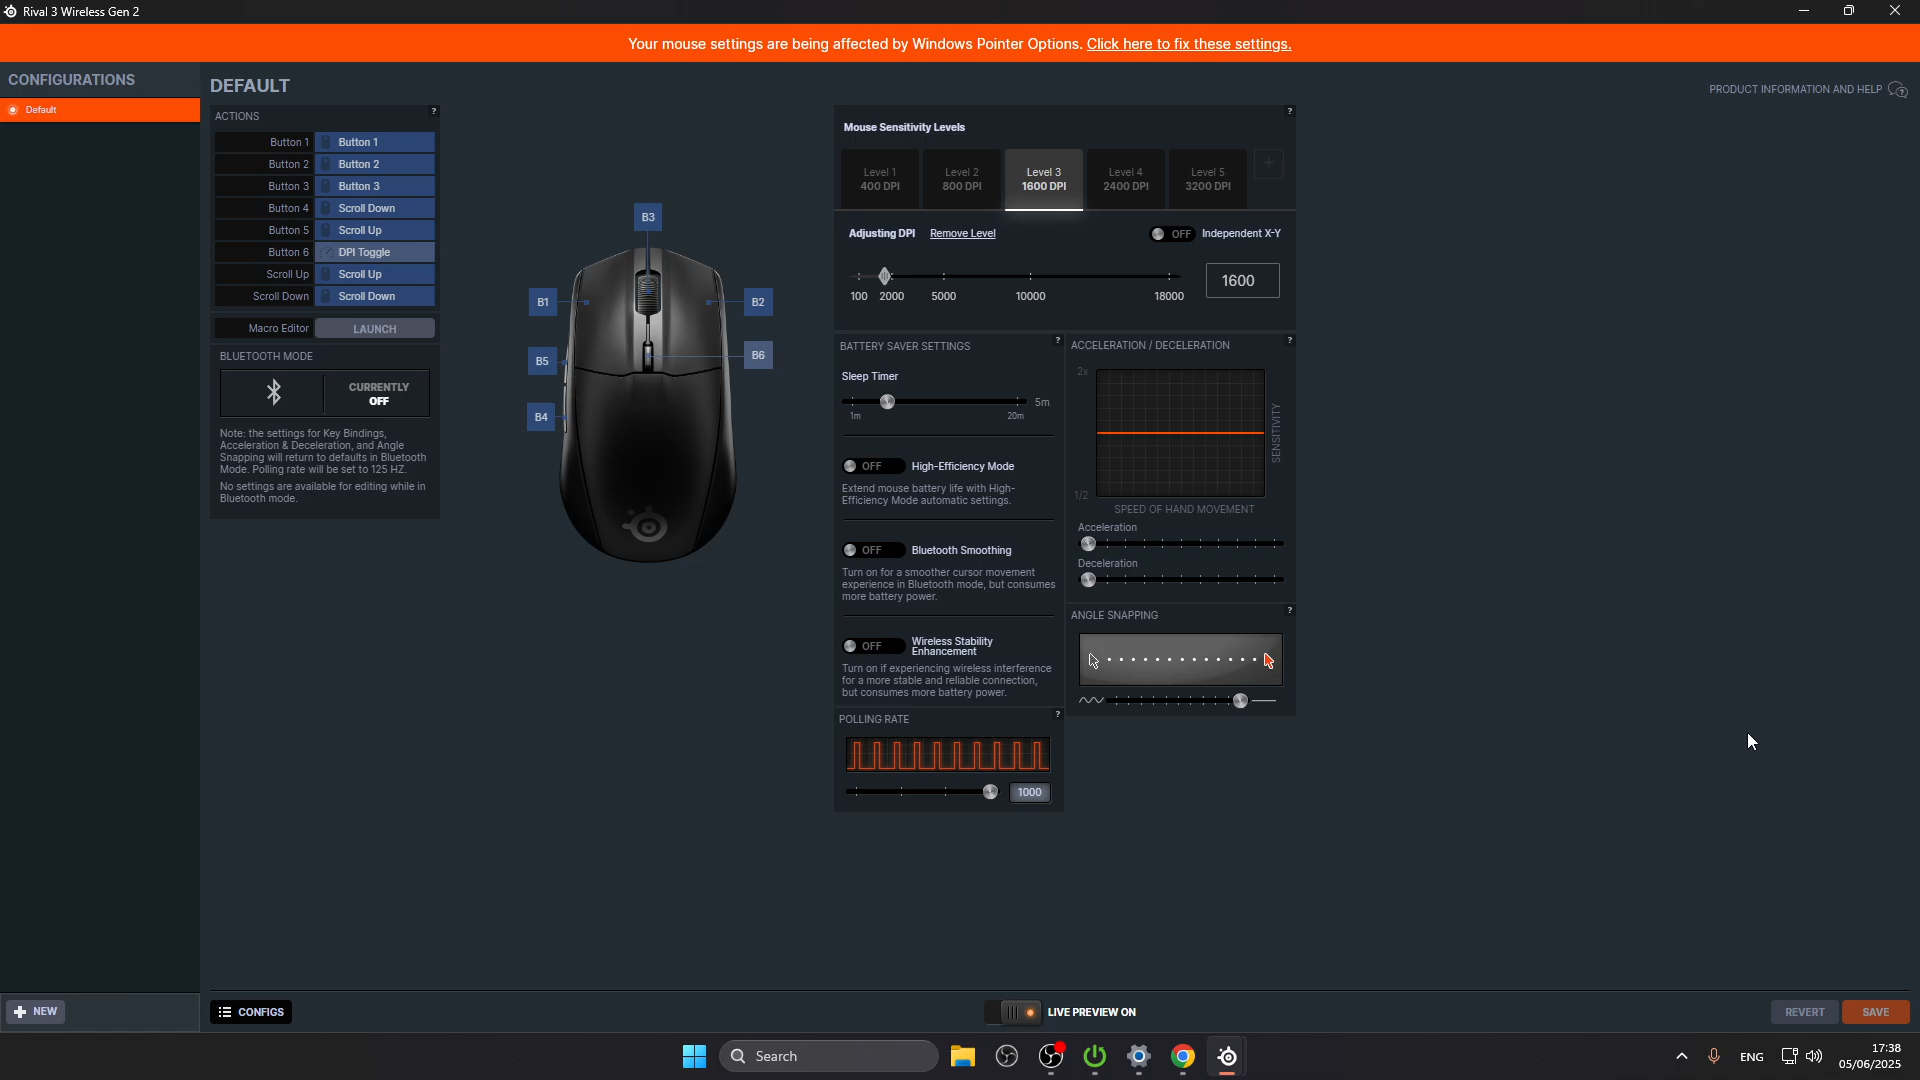 Rival 3 Wireless Gen 2
Your mouse settings are being affected by Windows Pointer Options. Click here to fix these settings.
CONFIGURATIONS
Default
DEFAULT
PRODUCT INFORMATION AND HELP
ACTIONS ?
Button 1 Button 1
Button 2 Button 2
Button 3 Button 3
Button 4 Scroll Down
Button 5 Scroll Up
Button 6 DPI Toggle
Scroll Up Scroll Up
Scroll Down Scroll Down
Macro Editor LAUNCH
BLUETOOTH MODE
CURRENTLY
OFF
Note: the settings for Key Bindings,
Acceleration & Deceleration, and Angle
Snapping will return to defaults in Bluetooth
Mode. Polling rate will be set to 125 HZ.
No settings are available for editing while in
Bluetooth mode.
B3
B1
B2
B5
B6
B4
?
Mouse Sensitivity Levels
Level 1
400 DPI
Level 2
800 DPI
Level 3
1600 DPI
Level 4
2400 DPI
Level 5
3200 DPI
+
Adjusting DPI Remove Level
OFF Independent X-Y
100 2000 5000 10000 18000
1600
BATTERY SAVER SETTINGS ?
Sleep Timer
5m
1m 20m
OFF High-Efficiency Mode
Extend mouse battery life with High-
Efficiency Mode automatic settings.
OFF Bluetooth Smoothing
Turn on for a smoother cursor movement
experience in Bluetooth mode, but consumes
more battery power.
OFF Wireless Stability
Enhancement
Turn on if experiencing wireless interference
for a more stable and reliable connection,
but consumes more battery power.
POLLING RATE ?
1000
ACCELERATION / DECELERATION ?
2x
SENSITIVITY
1/2
SPEED OF HAND MOVEMENT
Acceleration
Deceleration
ANGLE SNAPPING ?
NEW
CONFIGS
LIVE PREVIEW ON
REVERT
SAVE
Search
ENG
17:38
05/06/2025